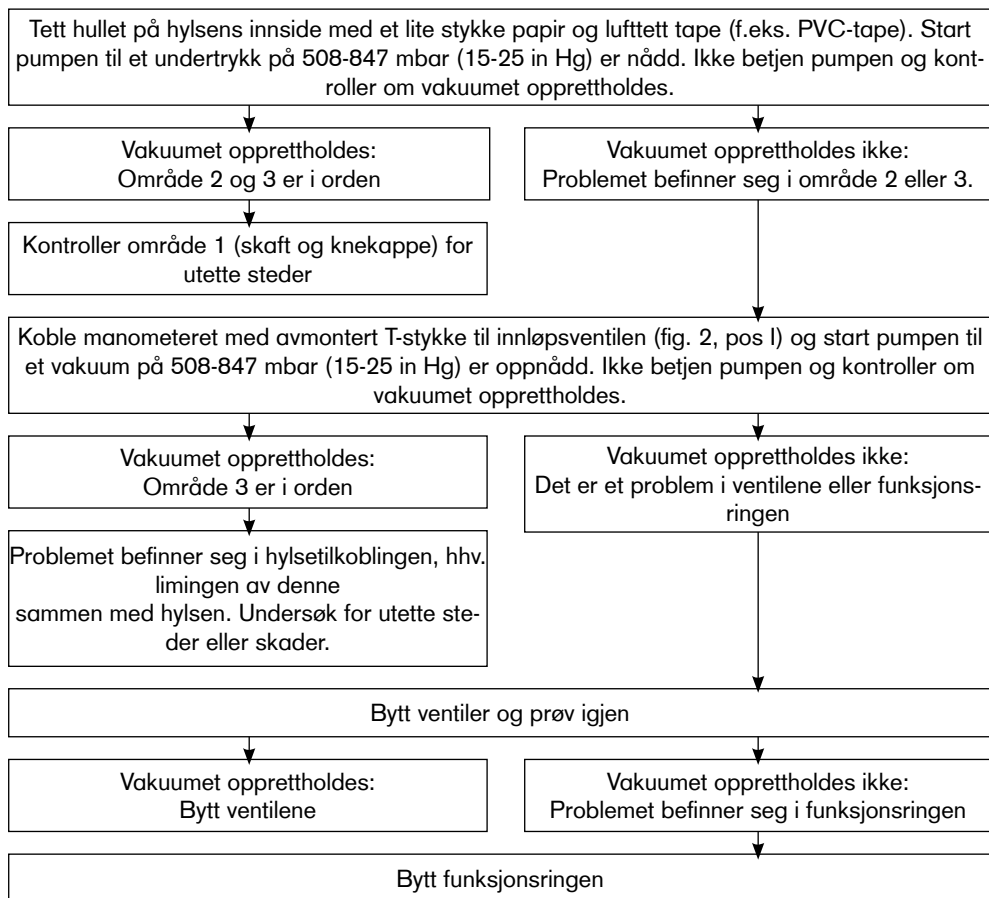 Tett hullet på hylsens innside med et lite stykke papir og lufttett tape (f.eks. PVC-tape). Start
pumpen til et undertrykk på 508-847 mbar (15-25 in Hg) er nådd. Ikke betjen pumpen og kont-
roller om vakuumet opprettholdes.
Vakuumet opprettholdes:
Område 2 og 3 er i orden
Vakuumet opprettholdes ikke:
Problemet befinner seg i område 2 eller 3.
Kontroller område 1 (skaft og knekappe) for
utette steder
Koble manometeret med avmontert T-stykke til innløpsventilen (fig. 2, pos I) og start pumpen til
et vakuum på 508-847 mbar (15-25 in Hg) er oppnådd. Ikke betjen pumpen og kontroller om
vakuumet opprettholdes.
Vakuumet opprettholdes:
Område 3 er i orden
Vakuumet opprettholdes ikke:
Det er et problem i ventilene eller funksjons-
ringen
Problemet befinner seg i hylsetilkoblingen, hhv.
limingen av denne
sammen med hylsen. Undersøk for utette ste-
der eller skader.
Bytt ventiler og prøv igjen
Vakuumet opprettholdes:
Bytt ventilene
Vakuumet opprettholdes ikke:
Problemet befinner seg i funksjonsringen
Bytt funksjonsringen